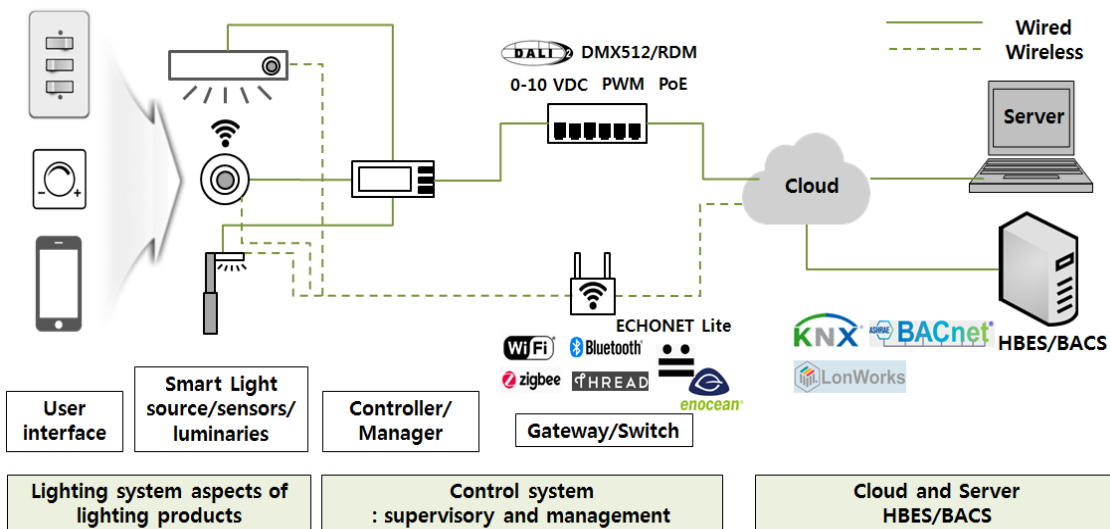 Wired
Wireless
DALI 2 DMX512/RDM
0-10 VDC PWM PoE
Server
Cloud
- +
ECHONET Lite
WiFi Bluetooth®
zigbee THREAD
enocean®
KNX® ASHRAE BACnet®
LonWorks
HBES/BACS
User
interface
Smart Light
source/sensors/
luminaries
Controller/
Manager
Gateway/Switch
Lighting system aspects of
lighting products
Control system
: supervisory and management
Cloud and Server
HBES/BACS